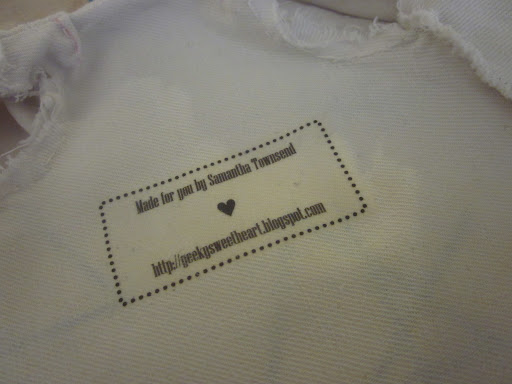 Made for you by Samantha Townsend
♥
http://geekysweetheart.blogspot.com